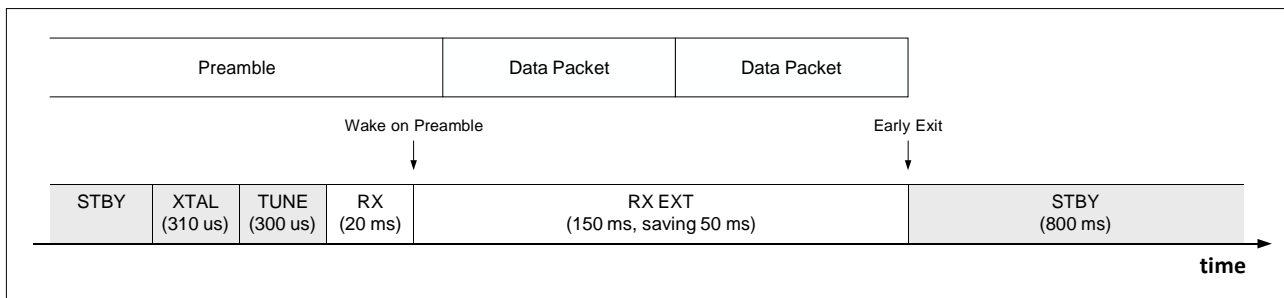 Preamble
Data Packet
Data Packet
Wake on Preamble
Early Exit
STBY
XTAL
(310 us)
TUNE
(300 us)
RX
(20 ms)
RX EXT
(150 ms, saving 50 ms)
STBY
(800 ms)
time